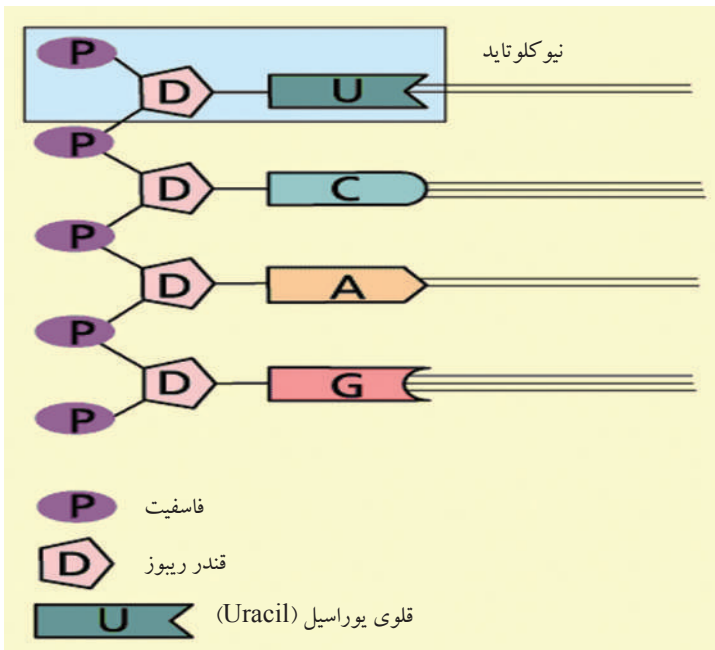 P
نیوکلوتاید
D U
P
D C
P
D A
P
D G
P
P فاسفیت
D قندر ریبوز
U قلوی یوراسیل (Uracil)